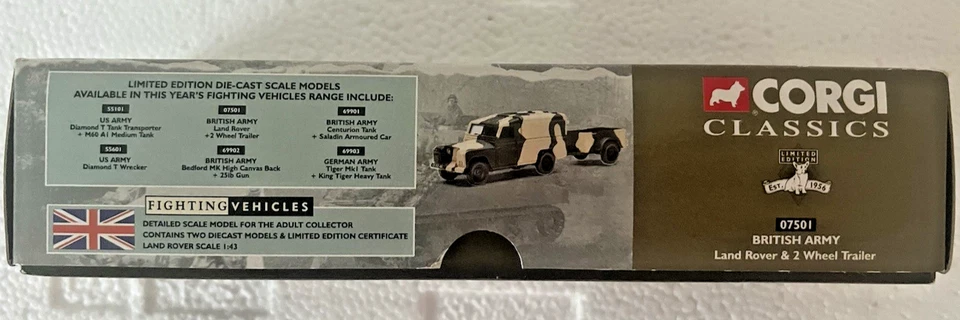 LIMITED EDITION DIE-CAST SCALE MODELS
AVAILABLE IN THIS YEAR'S FIGHTING VEHICLES RANGE INCLUDE:
55101
US ARMY
Diamond T Tank Transporter
+ M60 A1 Medium Tank
07501
BRITISH ARMY
Land Rover
+2 Wheel Trailer
69901
BRITISH ARMY
Centurion Tank
+ Saladin Armoured Car
55601
US ARMY
Diamond T Wrecker
69902
BRITISH ARMY
Bedford MK High Canvas Back
+ 25lb Gun
69903
GERMAN ARMY
Tiger Mk1 Tank
+ King Tiger Heavy Tank
FIGHTING VEHICLES
DETAILED SCALE MODEL FOR THE ADULT COLLECTOR
CONTAINS TWO DIECAST MODELS & LIMITED EDITION CERTIFICATE
LAND ROVER SCALE 1:43
CORGI
CLASSICS
LIMITED
EDITION
EST. 1956
07501
BRITISH ARMY
Land Rover & 2 Wheel Trailer